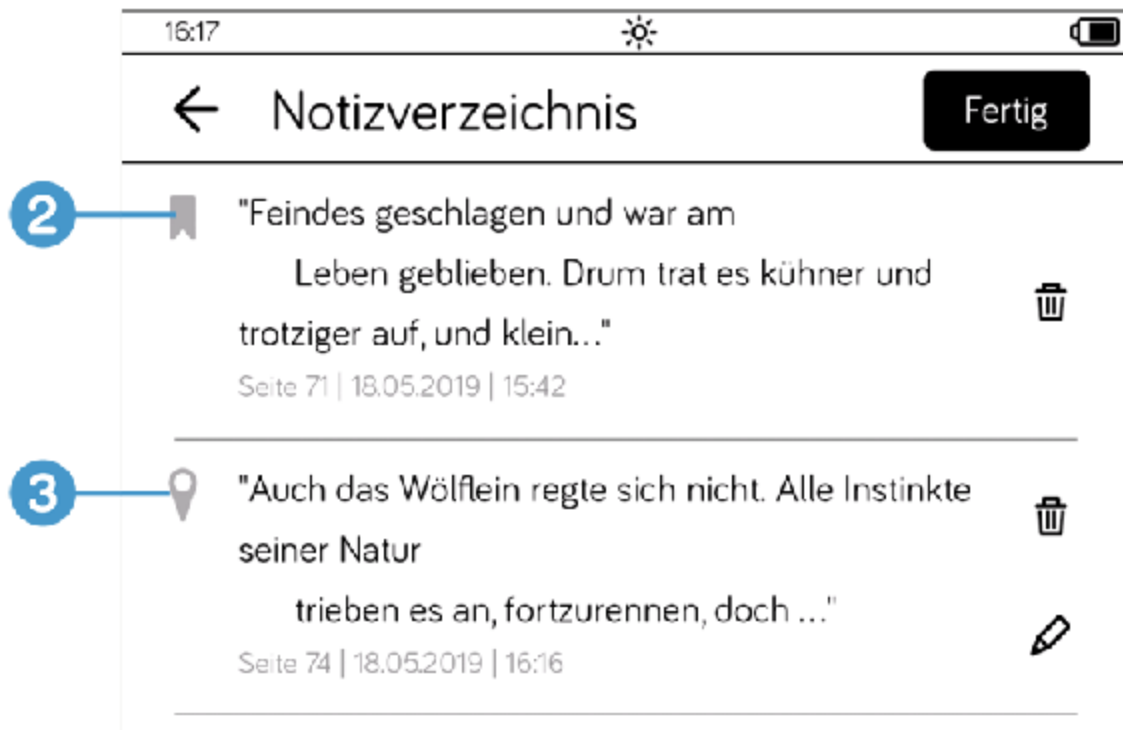 16:17
Notizverzeichnis
Fertig
2
"Feindes geschlagen und war am
Leben geblieben. Drum trat es kühner und
trotziger auf, und klein..."
Seite 71 | 18.05.2019 | 15:42
3
"Auch das Wölflein regte sich nicht. Alle Instinkte
seiner Natur
trieben es an, fortzurennen, doch ..."
Seite 74 | 18.05.2019 | 16:16